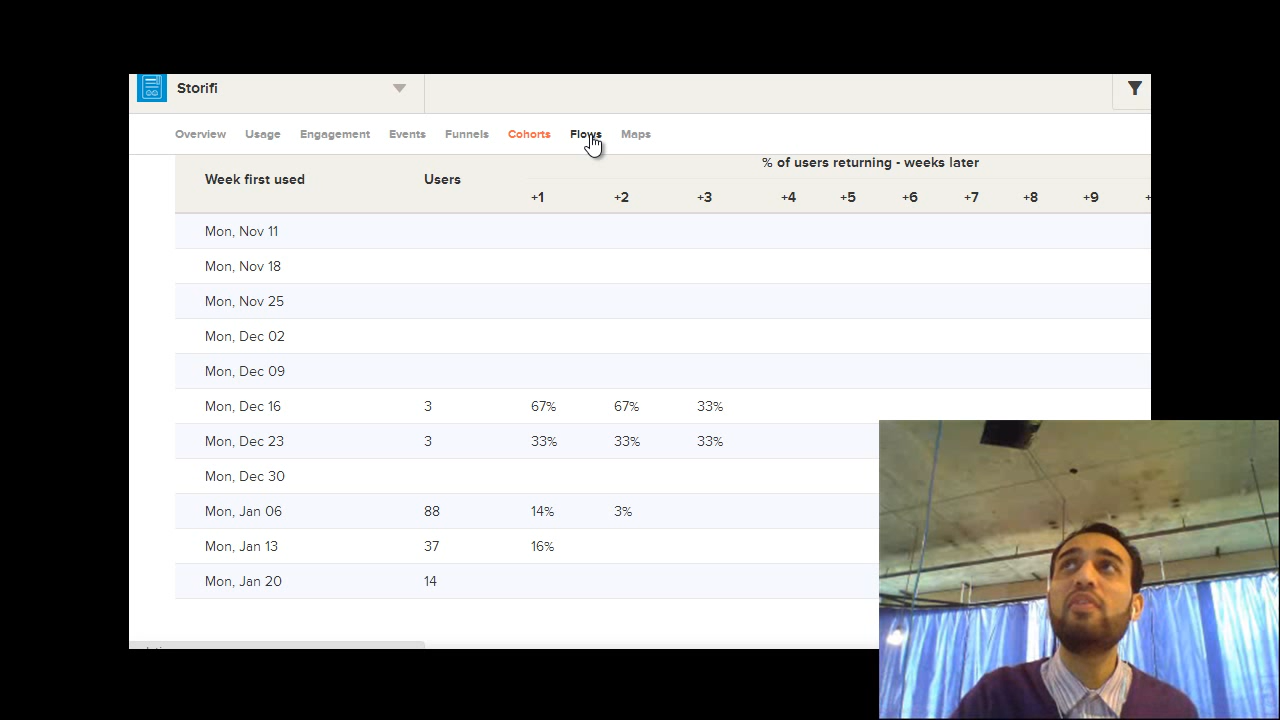 Storifi
Overview Usage Engagement Events Funnels Cohorts Flows Maps
% of users returning - weeks later
Week first used Users
+1 +2 +3 +4 +5 +6 +7 +8 +9 +
Mon, Nov 11
Mon, Nov 18
Mon, Nov 25
Mon, Dec 02
Mon, Dec 09
Mon, Dec 16 3 67% 67% 33%
Mon, Dec 23 3 33% 33% 33%
Mon, Dec 30
Mon, Jan 06 88 14% 3%
Mon, Jan 13 37 16%
Mon, Jan 20 14